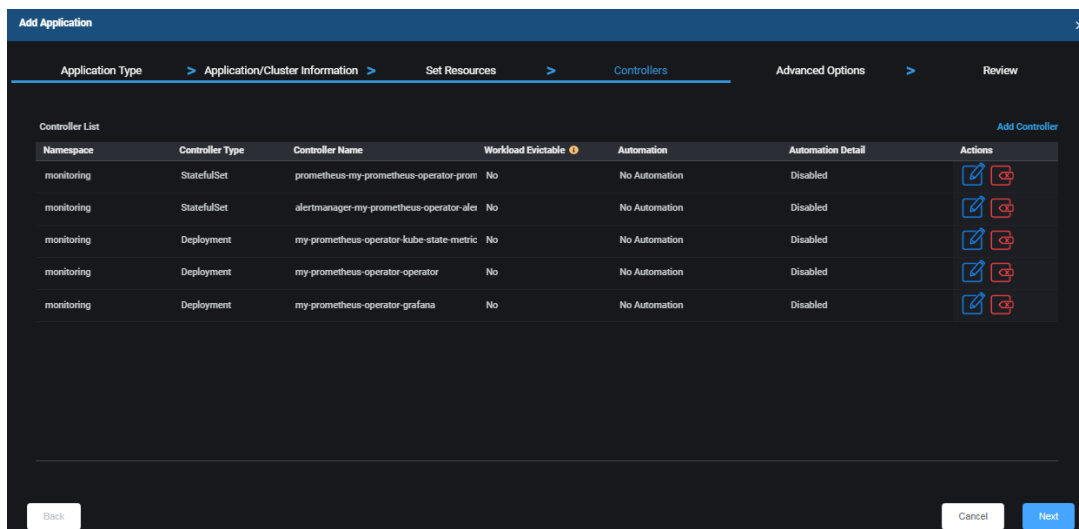 Add Application
Application Type > Application/Cluster Information > Set Resources > Controllers Advanced Options > Review
Controller List Add Controller
Namespace Controller Type Controller Name Workload Evictable Automation Automation Detail Actions
monitoring StatefulSet prometheus-my-prometheus-operator-prom No No Automation Disabled
monitoring StatefulSet alertmanager-my-prometheus-operator-aler No No Automation Disabled
monitoring Deployment my-prometheus-operator-kube-state-metric No No Automation Disabled
monitoring Deployment my-prometheus-operator-operator No No Automation Disabled
monitoring Deployment my-prometheus-operator-grafana No No Automation Disabled
Back Cancel Next